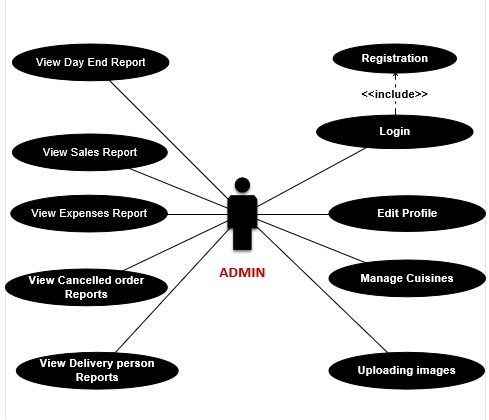 View Day End Report
Registration
<<include>>
Login
View Sales Report
View Expenses Report
Edit Profile
ADMIN
View Cancelled order
Reports
Manage Cuisines
View Delivery person
Reports
Uploading images